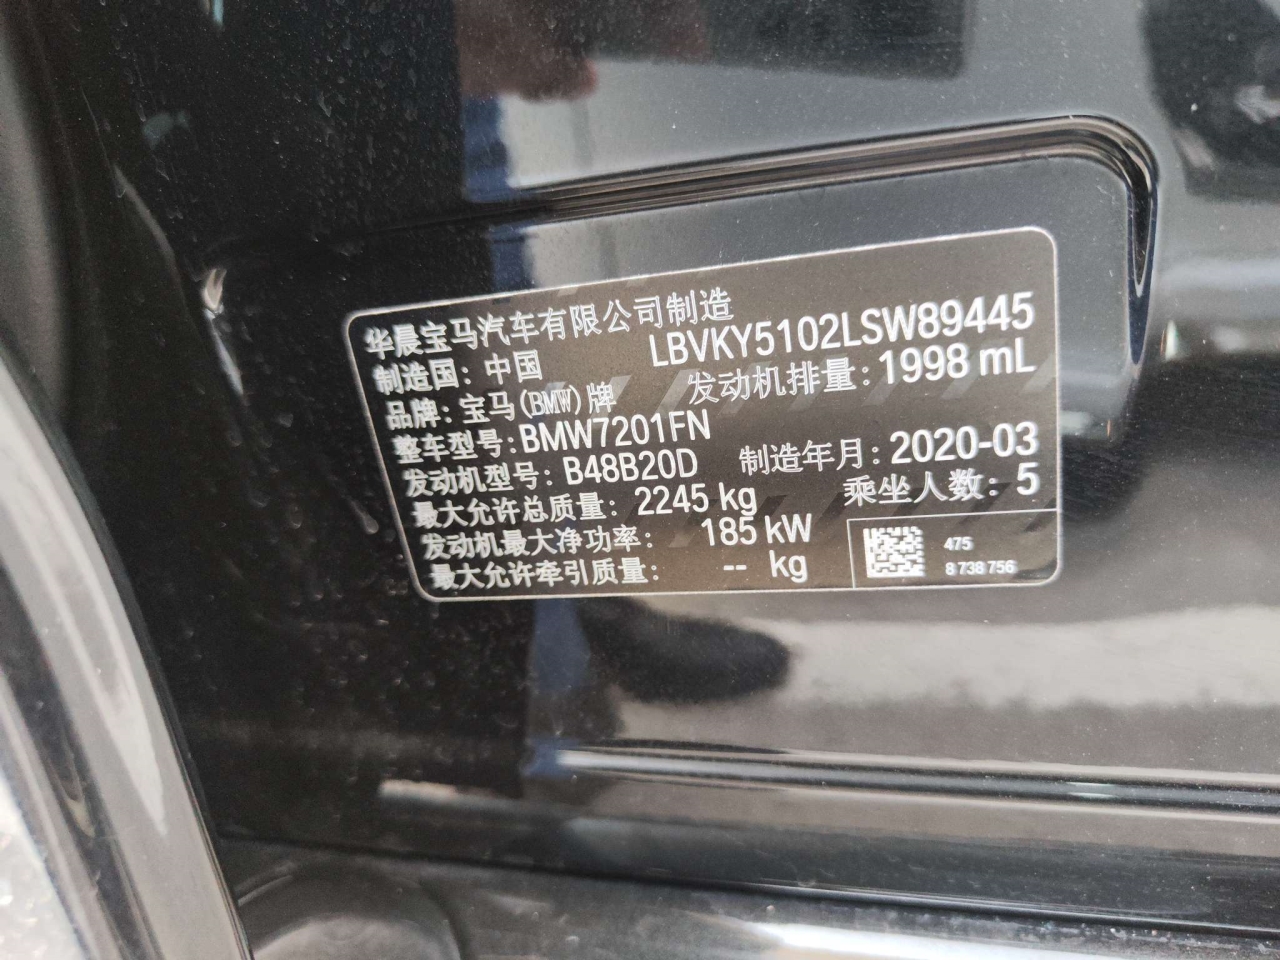 华晨宝马汽车有限公司制造
制造国：中国 LBVKY5102LSW89445
品牌：宝马(BMW)牌 发动机排量：1998 mL
整车型号：BMW7201FN
发动机型号：B48B20D 制造年月：2020-03
最大允许总质量：2245 kg 乘坐人数：5
发动机最大净功率：185 kW
最大允许牵引质量：-- kg
475
8 738 756